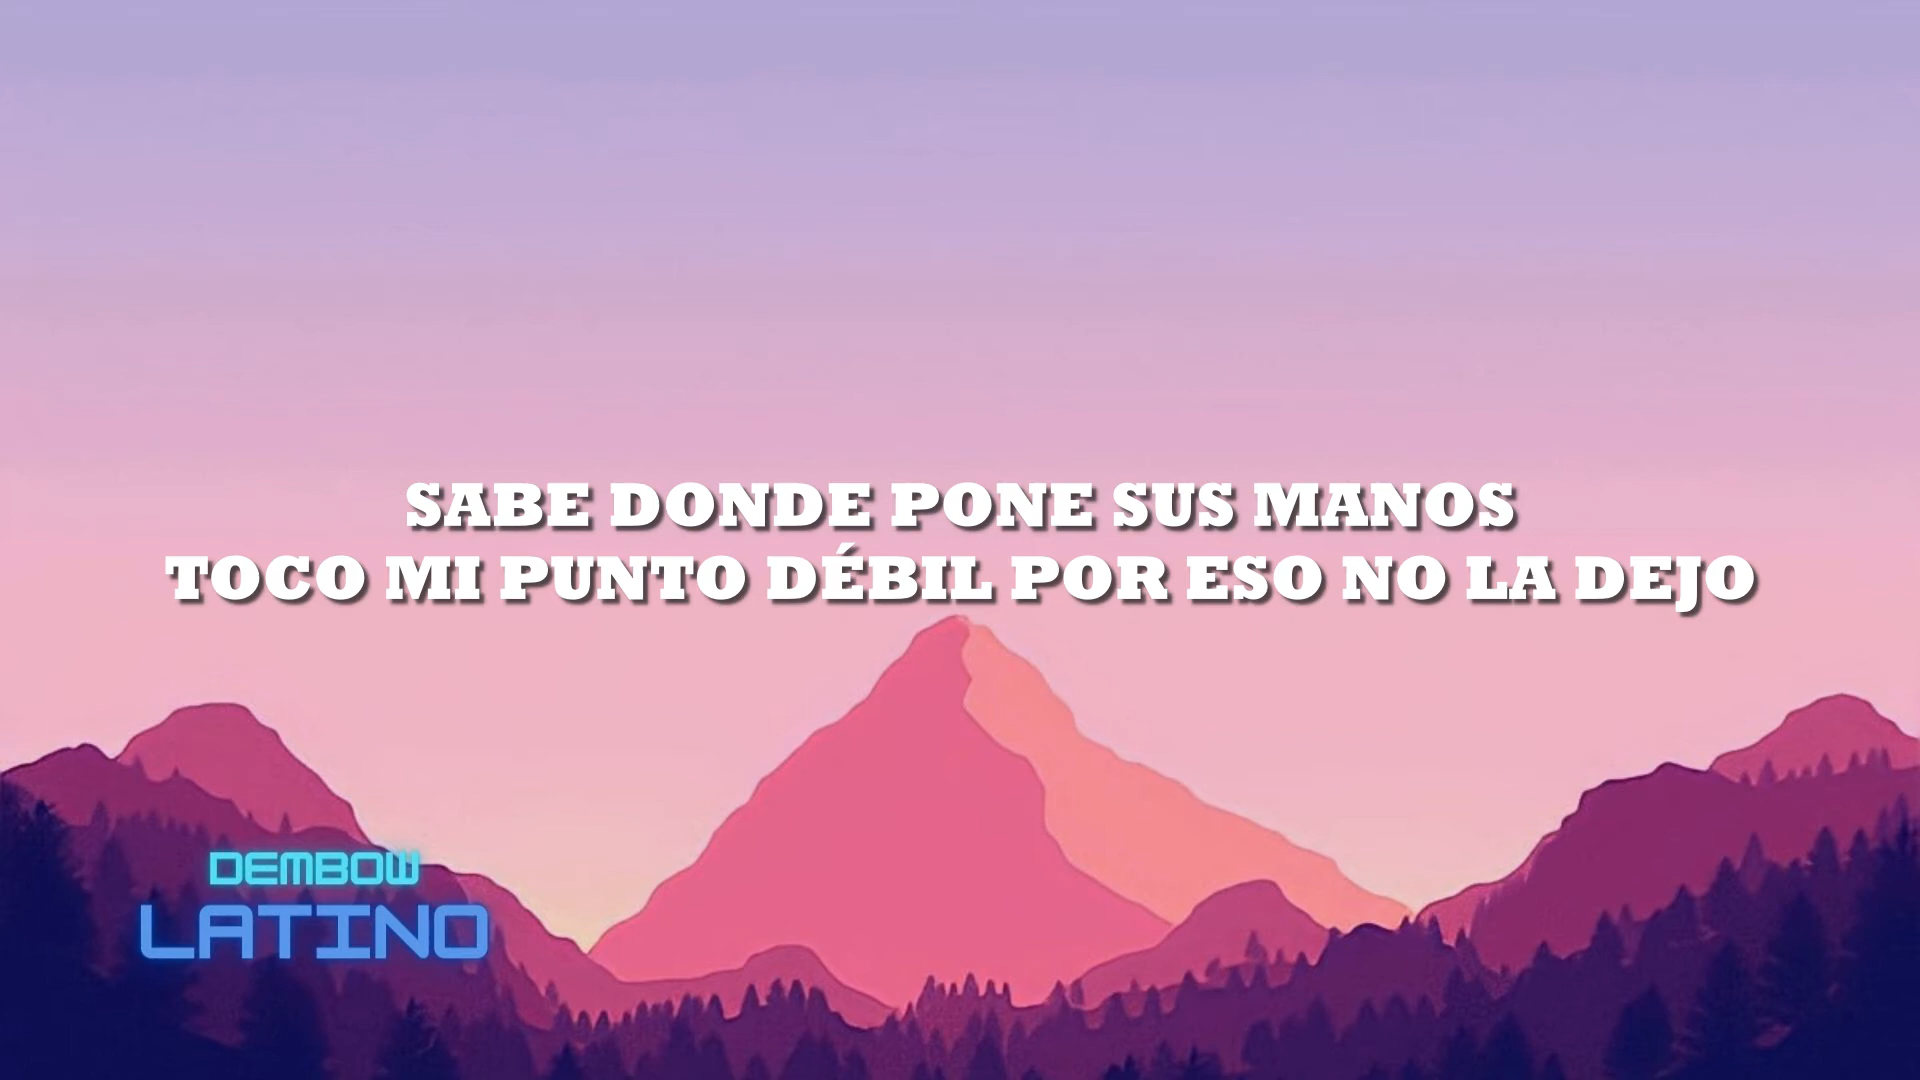 SABE DONDE PONE SUS MANOS
TOCO MI PUNTO DÉBIL POR ESO NO LA DEJO
DEMBOW
LATINO